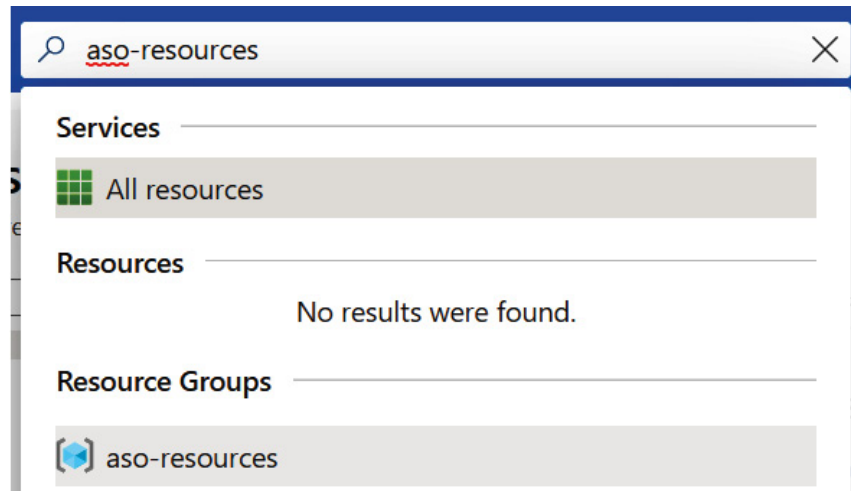 aso-resources
Services
All resources
Resources
No results were found.
Resource Groups
aso-resources